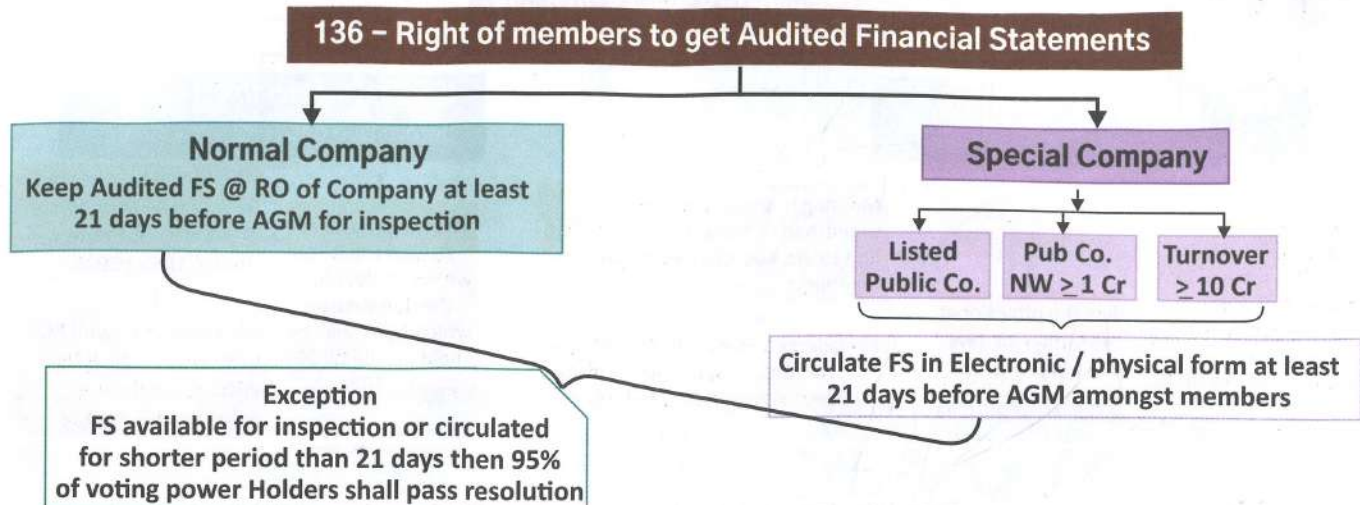 136 – Right of members to get Audited Financial Statements
Normal Company
Keep Audited FS @ RO of Company at least
21 days before AGM for inspection
Special Company
Listed
Public Co.
Pub Co.
NW ≥ 1 Cr
Turnover
≥ 10 Cr
Circulate FS in Electronic / physical form at least
21 days before AGM amongst members
Exception
FS available for inspection or circulated
for shorter period than 21 days then 95%
of voting power Holders shall pass resolution